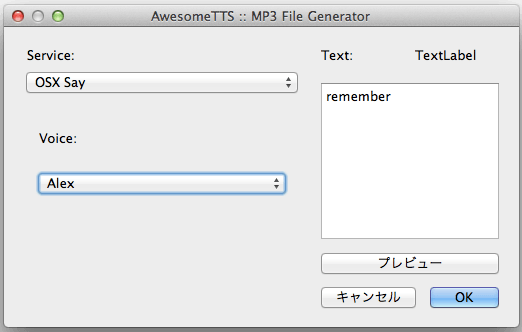 AwesomeTTS :: MP3 File Generator
Service:
OSX Say
Voice:
Alex
Text: TextLabel
remember
プレビュー
キャンセル OK